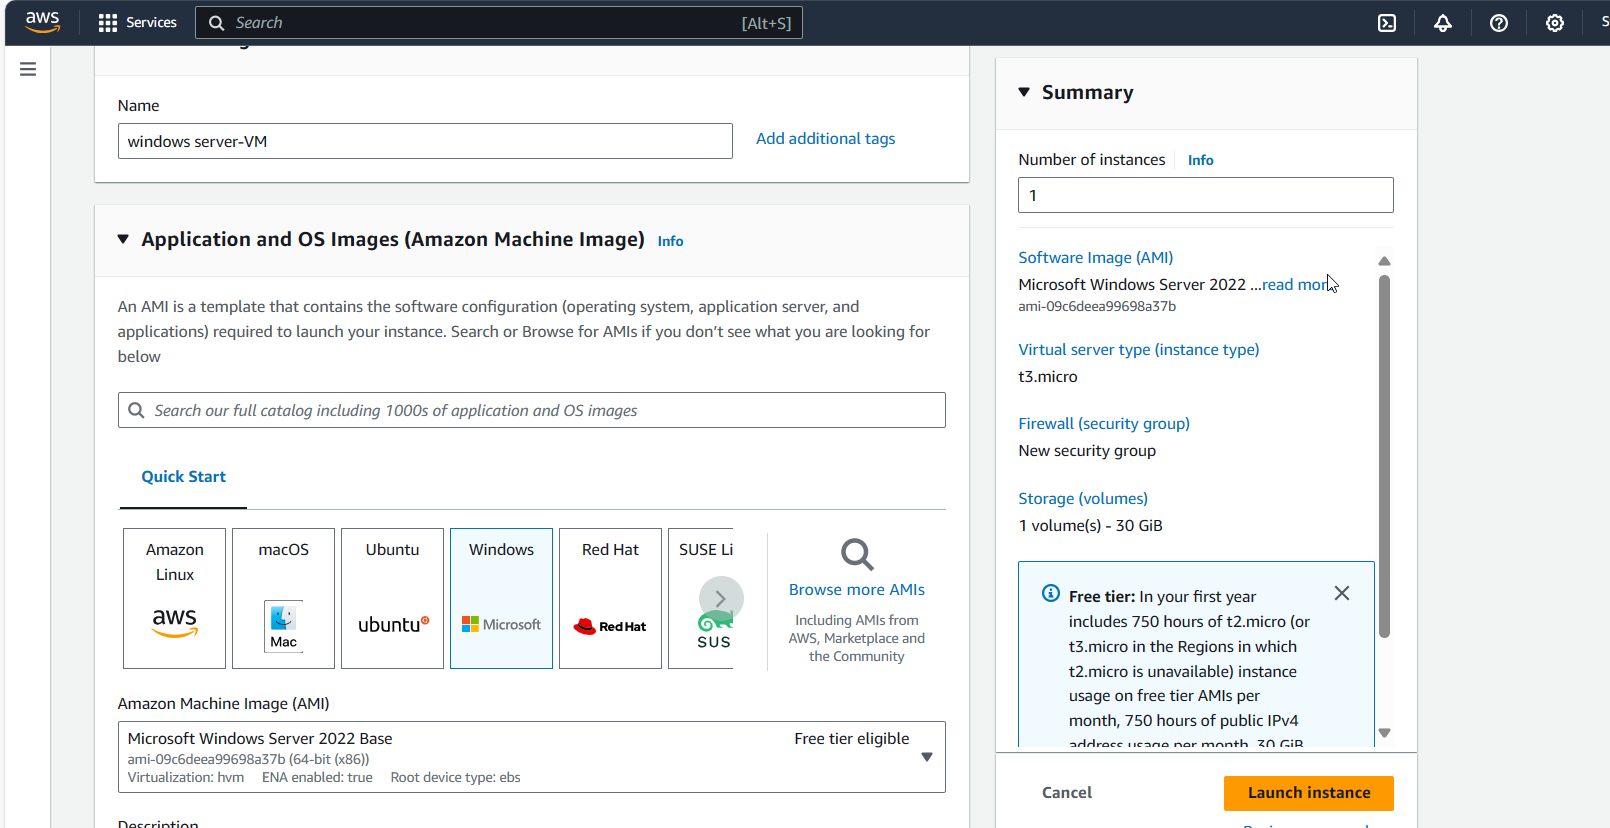 aws
Services
Search
[Alt+S]
Name
windows server-VM
Add additional tags
Application and OS Images (Amazon Machine Image)
Info
An AMI is a template that contains the software configuration (operating system, application server, and
applications) required to launch your instance. Search or Browse for AMIs if you don’t see what you are looking for
below
Search our full catalog including 1000s of application and OS images
Quick Start
Amazon
Linux
aws
macOS
Mac
Ubuntu
ubuntu
Windows
Microsoft
Red Hat
Red Hat
SUSE Li
SUS
Browse more AMIs
Including AMIs from
AWS, Marketplace and
the Community
Amazon Machine Image (AMI)
Microsoft Windows Server 2022 Base
Free tier eligible
ami-09c6deea99698a37b (64-bit (x86))
Virtualization: hvm ENA enabled: true Root device type: ebs
Description
Summary
Number of instances
Info
1
Software Image (AMI)
Microsoft Windows Server 2022 ...read mor
ami-09c6deea99698a37b
Virtual server type (instance type)
t3.micro
Firewall (security group)
New security group
Storage (volumes)
1 volume(s) - 30 GiB
Free tier: In your first year
includes 750 hours of t2.micro (or
t3.micro in the Regions in which
t2.micro is unavailable) instance
usage on free tier AMIs per
month, 750 hours of public IPv4
address usage per month, 30 GiB
Cancel
Launch instance